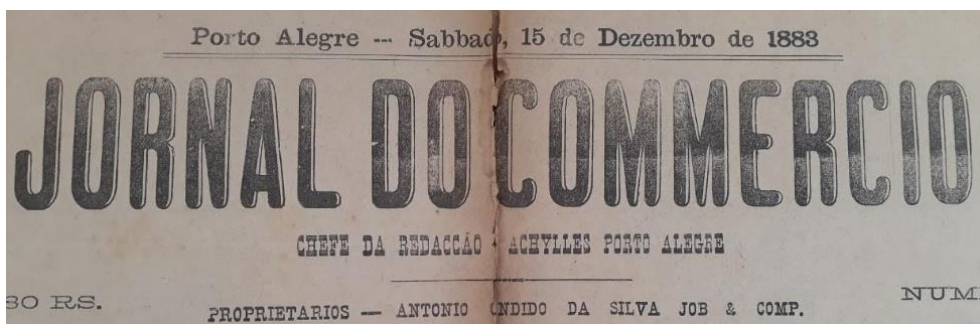 Porto Alegre -- Sabbado, 15 de Dezembro de 1883
JORNAL DO COMMERCIO
CHEFE DA REDACCÃO - ACHYLLES PORTO ALEGRE
RS.
PROPRIETARIOS — ANTONIO DA SILVA JOB & COMP.